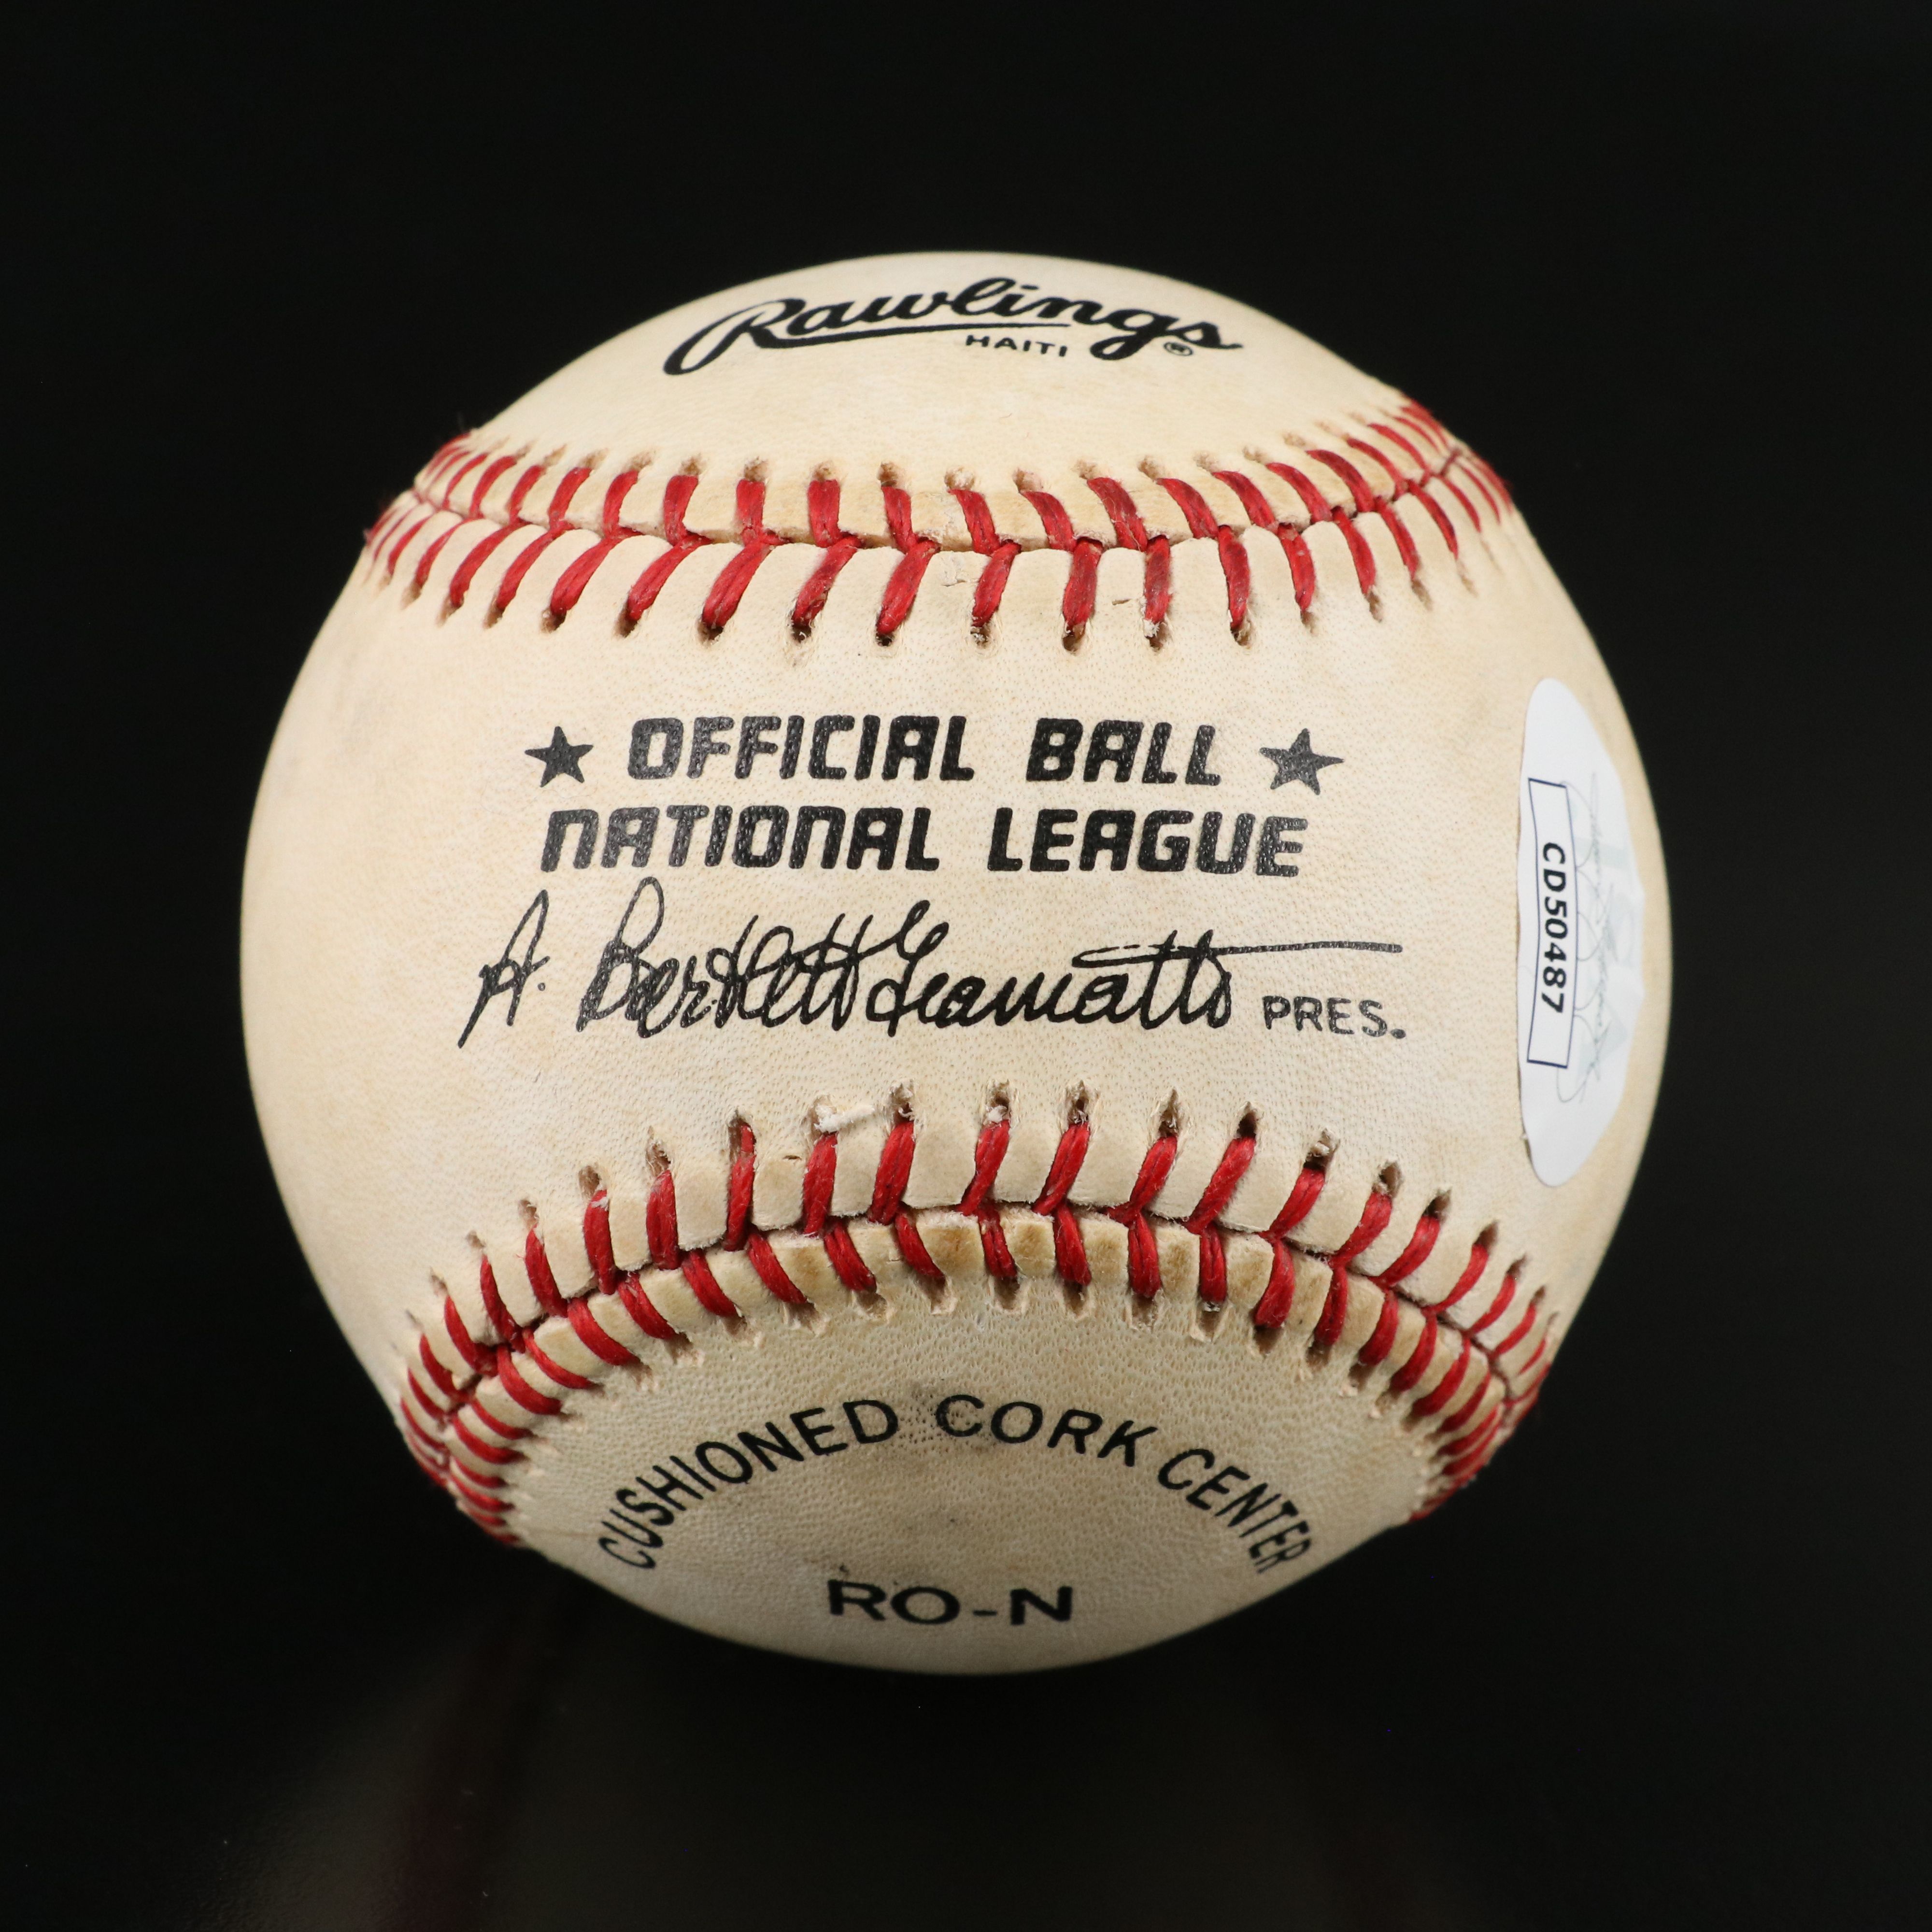 Rawlings®
HAITI
★ OFFICIAL BALL ★
NATIONAL LEAGUE
A. Bartlett Giamatti PRES.
CD50487
CUSHIONED CORK CENTER
RO-N